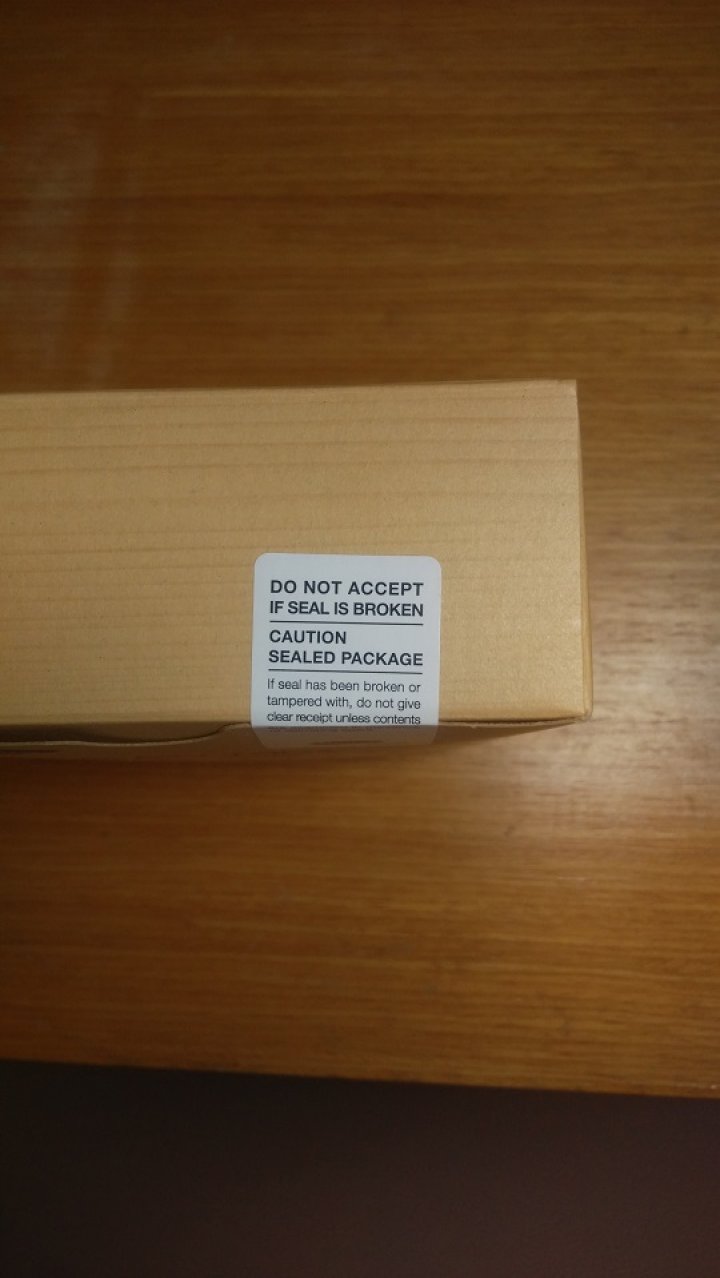 DO NOT ACCEPT
IF SEAL IS BROKEN
CAUTION
SEALED PACKAGE
If seal has been broken or
tampered with, do not give
clear receipt unless contents